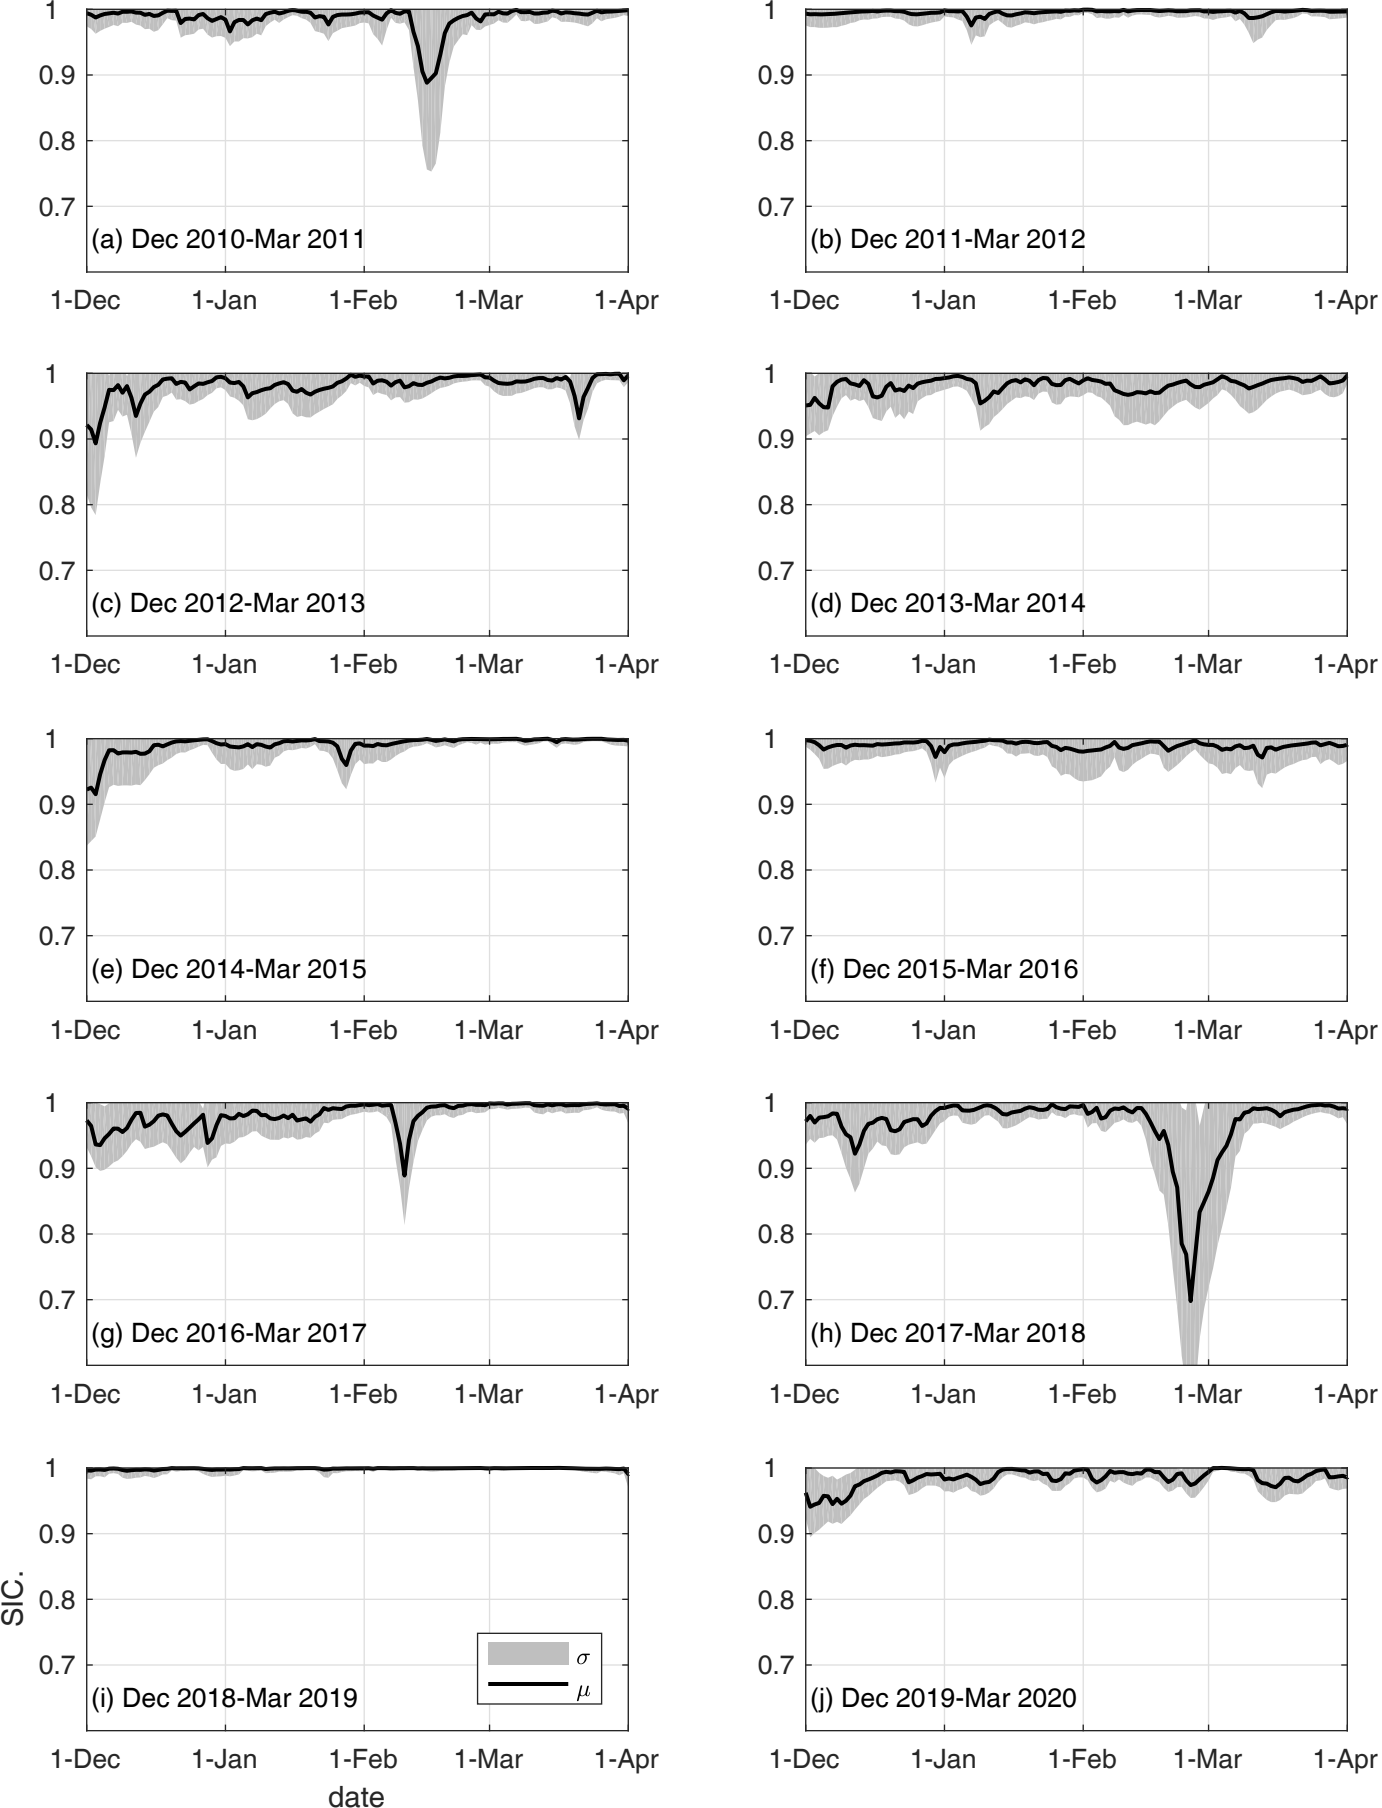 1 1
0.9 0.9
0.8 0.8
0.7 0.7
(a) Dec 2010-Mar 2011 (b) Dec 2011-Mar 2012
1-Dec 1-Jan 1-Feb 1-Mar 1-Apr 1-Dec 1-Jan 1-Feb 1-Mar 1-Apr
1 1
0.9 0.9
0.8 0.8
0.7 0.7
(c) Dec 2012-Mar 2013 (d) Dec 2013-Mar 2014
1-Dec 1-Jan 1-Feb 1-Mar 1-Apr 1-Dec 1-Jan 1-Feb 1-Mar 1-Apr
1 1
0.9 0.9
0.8 0.8
0.7 0.7
(e) Dec 2014-Mar 2015 (f) Dec 2015-Mar 2016
1-Dec 1-Jan 1-Feb 1-Mar 1-Apr 1-Dec 1-Jan 1-Feb 1-Mar 1-Apr
1 1
0.9 0.9
0.8 0.8
0.7 0.7
(g) Dec 2016-Mar 2017 (h) Dec 2017-Mar 2018
1-Dec 1-Jan 1-Feb 1-Mar 1-Apr 1-Dec 1-Jan 1-Feb 1-Mar 1-Apr
1 1
0.9 0.9
0.8 0.8
SIC.
0.7 σ 0.7
μ
(i) Dec 2018-Mar 2019 (j) Dec 2019-Mar 2020
1-Dec 1-Jan 1-Feb 1-Mar 1-Apr 1-Dec 1-Jan 1-Feb 1-Mar 1-Apr
date